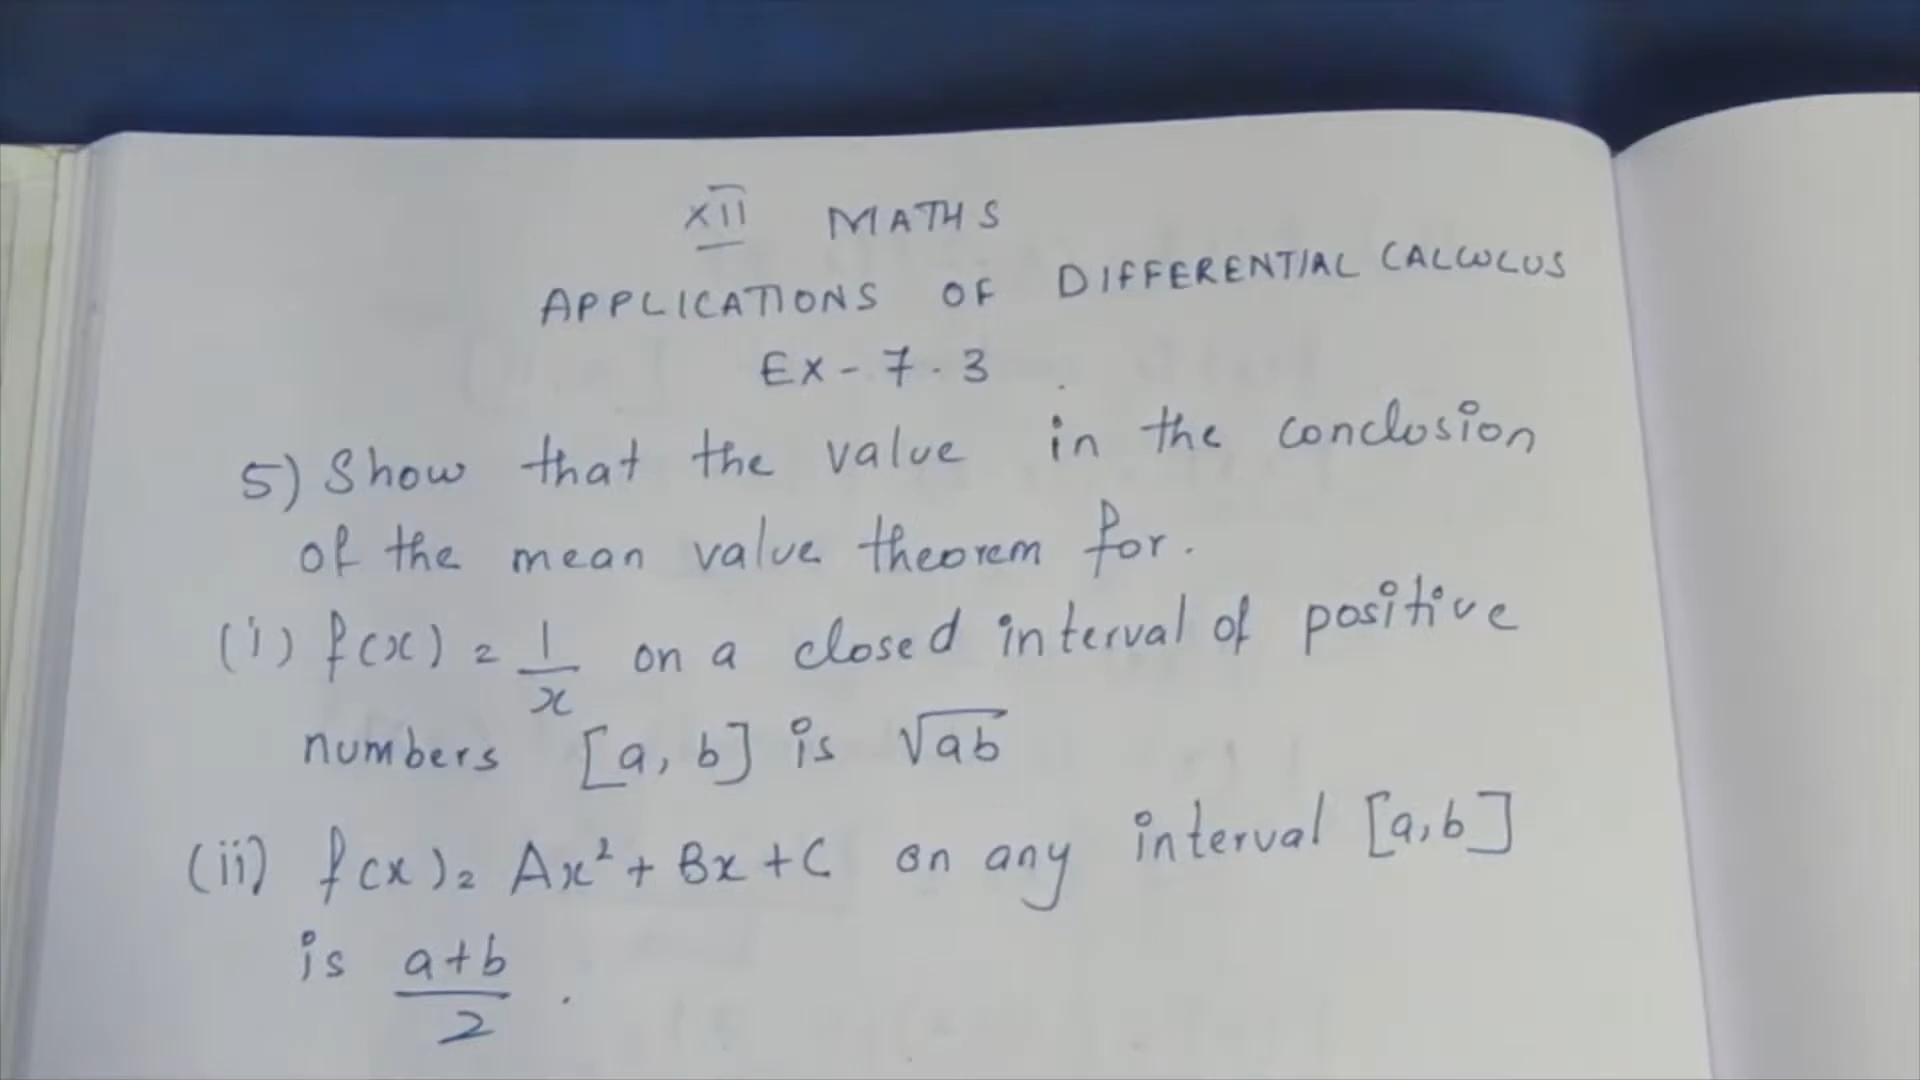 XII MATHS
APPLICATIONS OF DIFFERENTIAL CALCULUS
EX - 7.3
5) Show that the value in the conclusion
of the mean value theorem for.
(i) f(x) = 1/x on a closed interval of positive
numbers [a, b] is √ab
(ii) f(x) = Ax² + Bx + C on any interval [a,b]
is a+b/2.